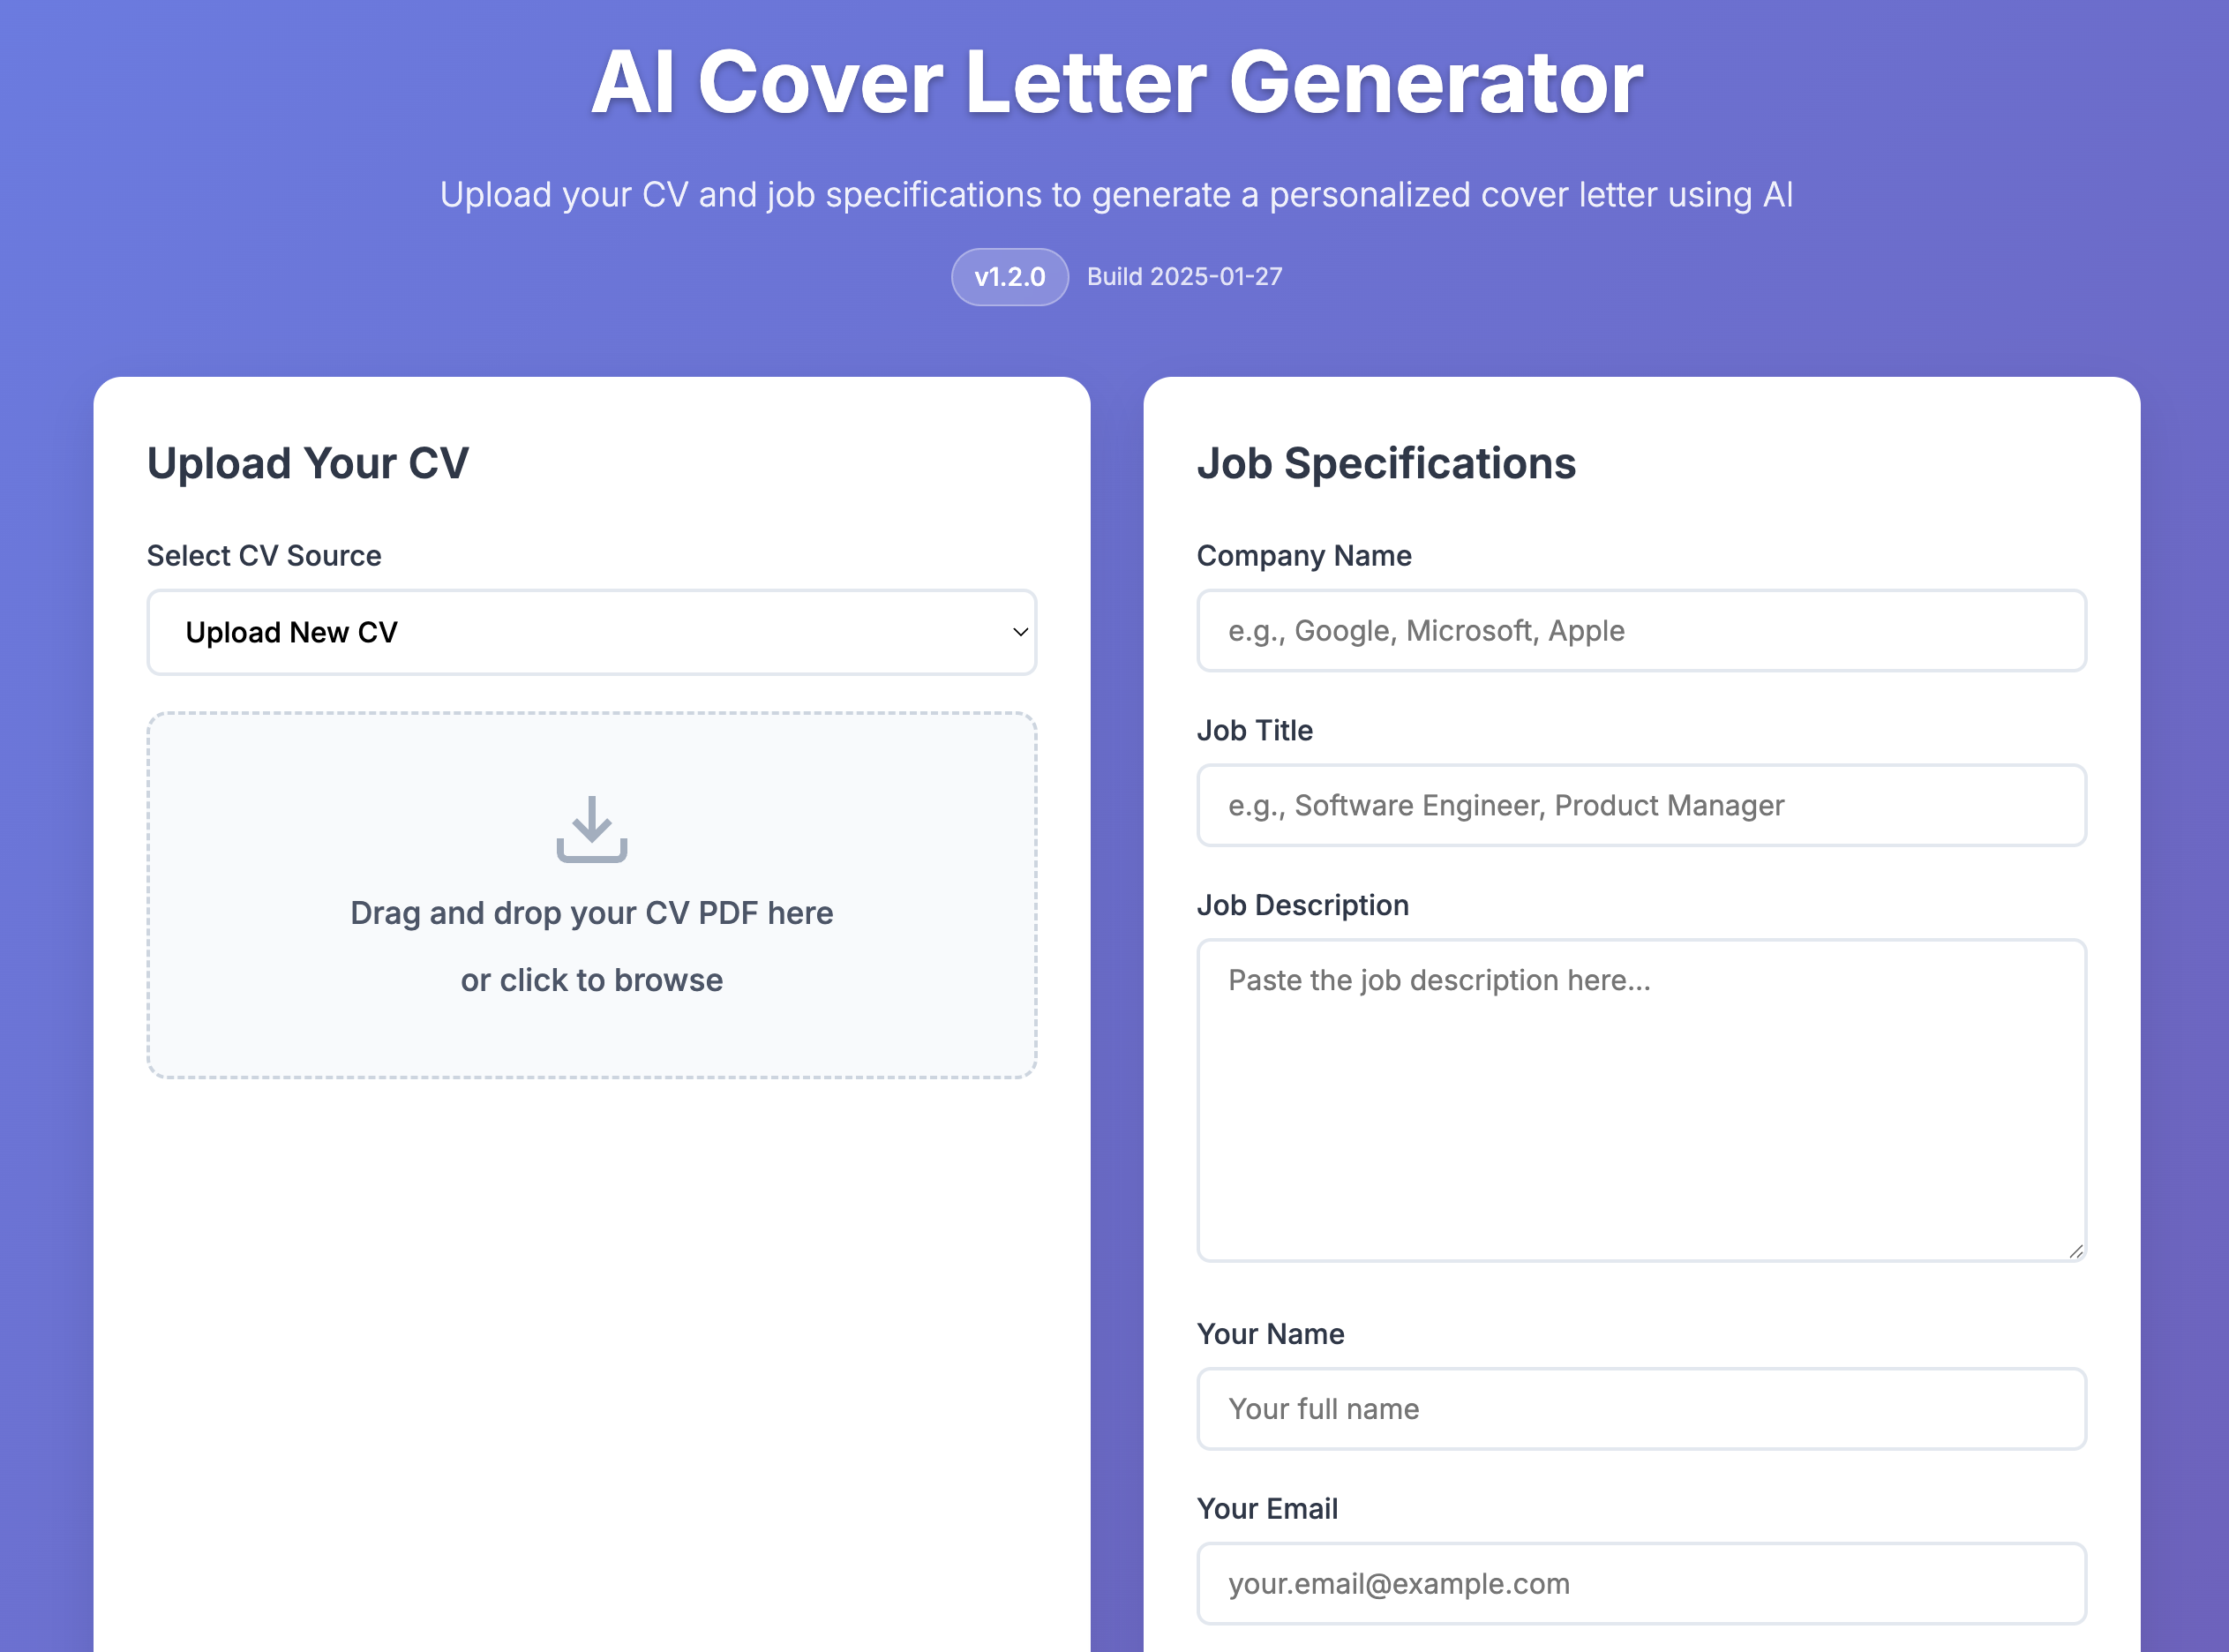 AI Cover Letter Generator
Upload your CV and job specifications to generate a personalized cover letter using AI
v1.2.0 Build 2025-01-27
Upload Your CV
Select CV Source
Upload New CV
Drag and drop your CV PDF here
or click to browse
Job Specifications
Company Name
e.g., Google, Microsoft, Apple
Job Title
e.g., Software Engineer, Product Manager
Job Description
Paste the job description here...
Your Name
Your full name
Your Email
your.email@example.com